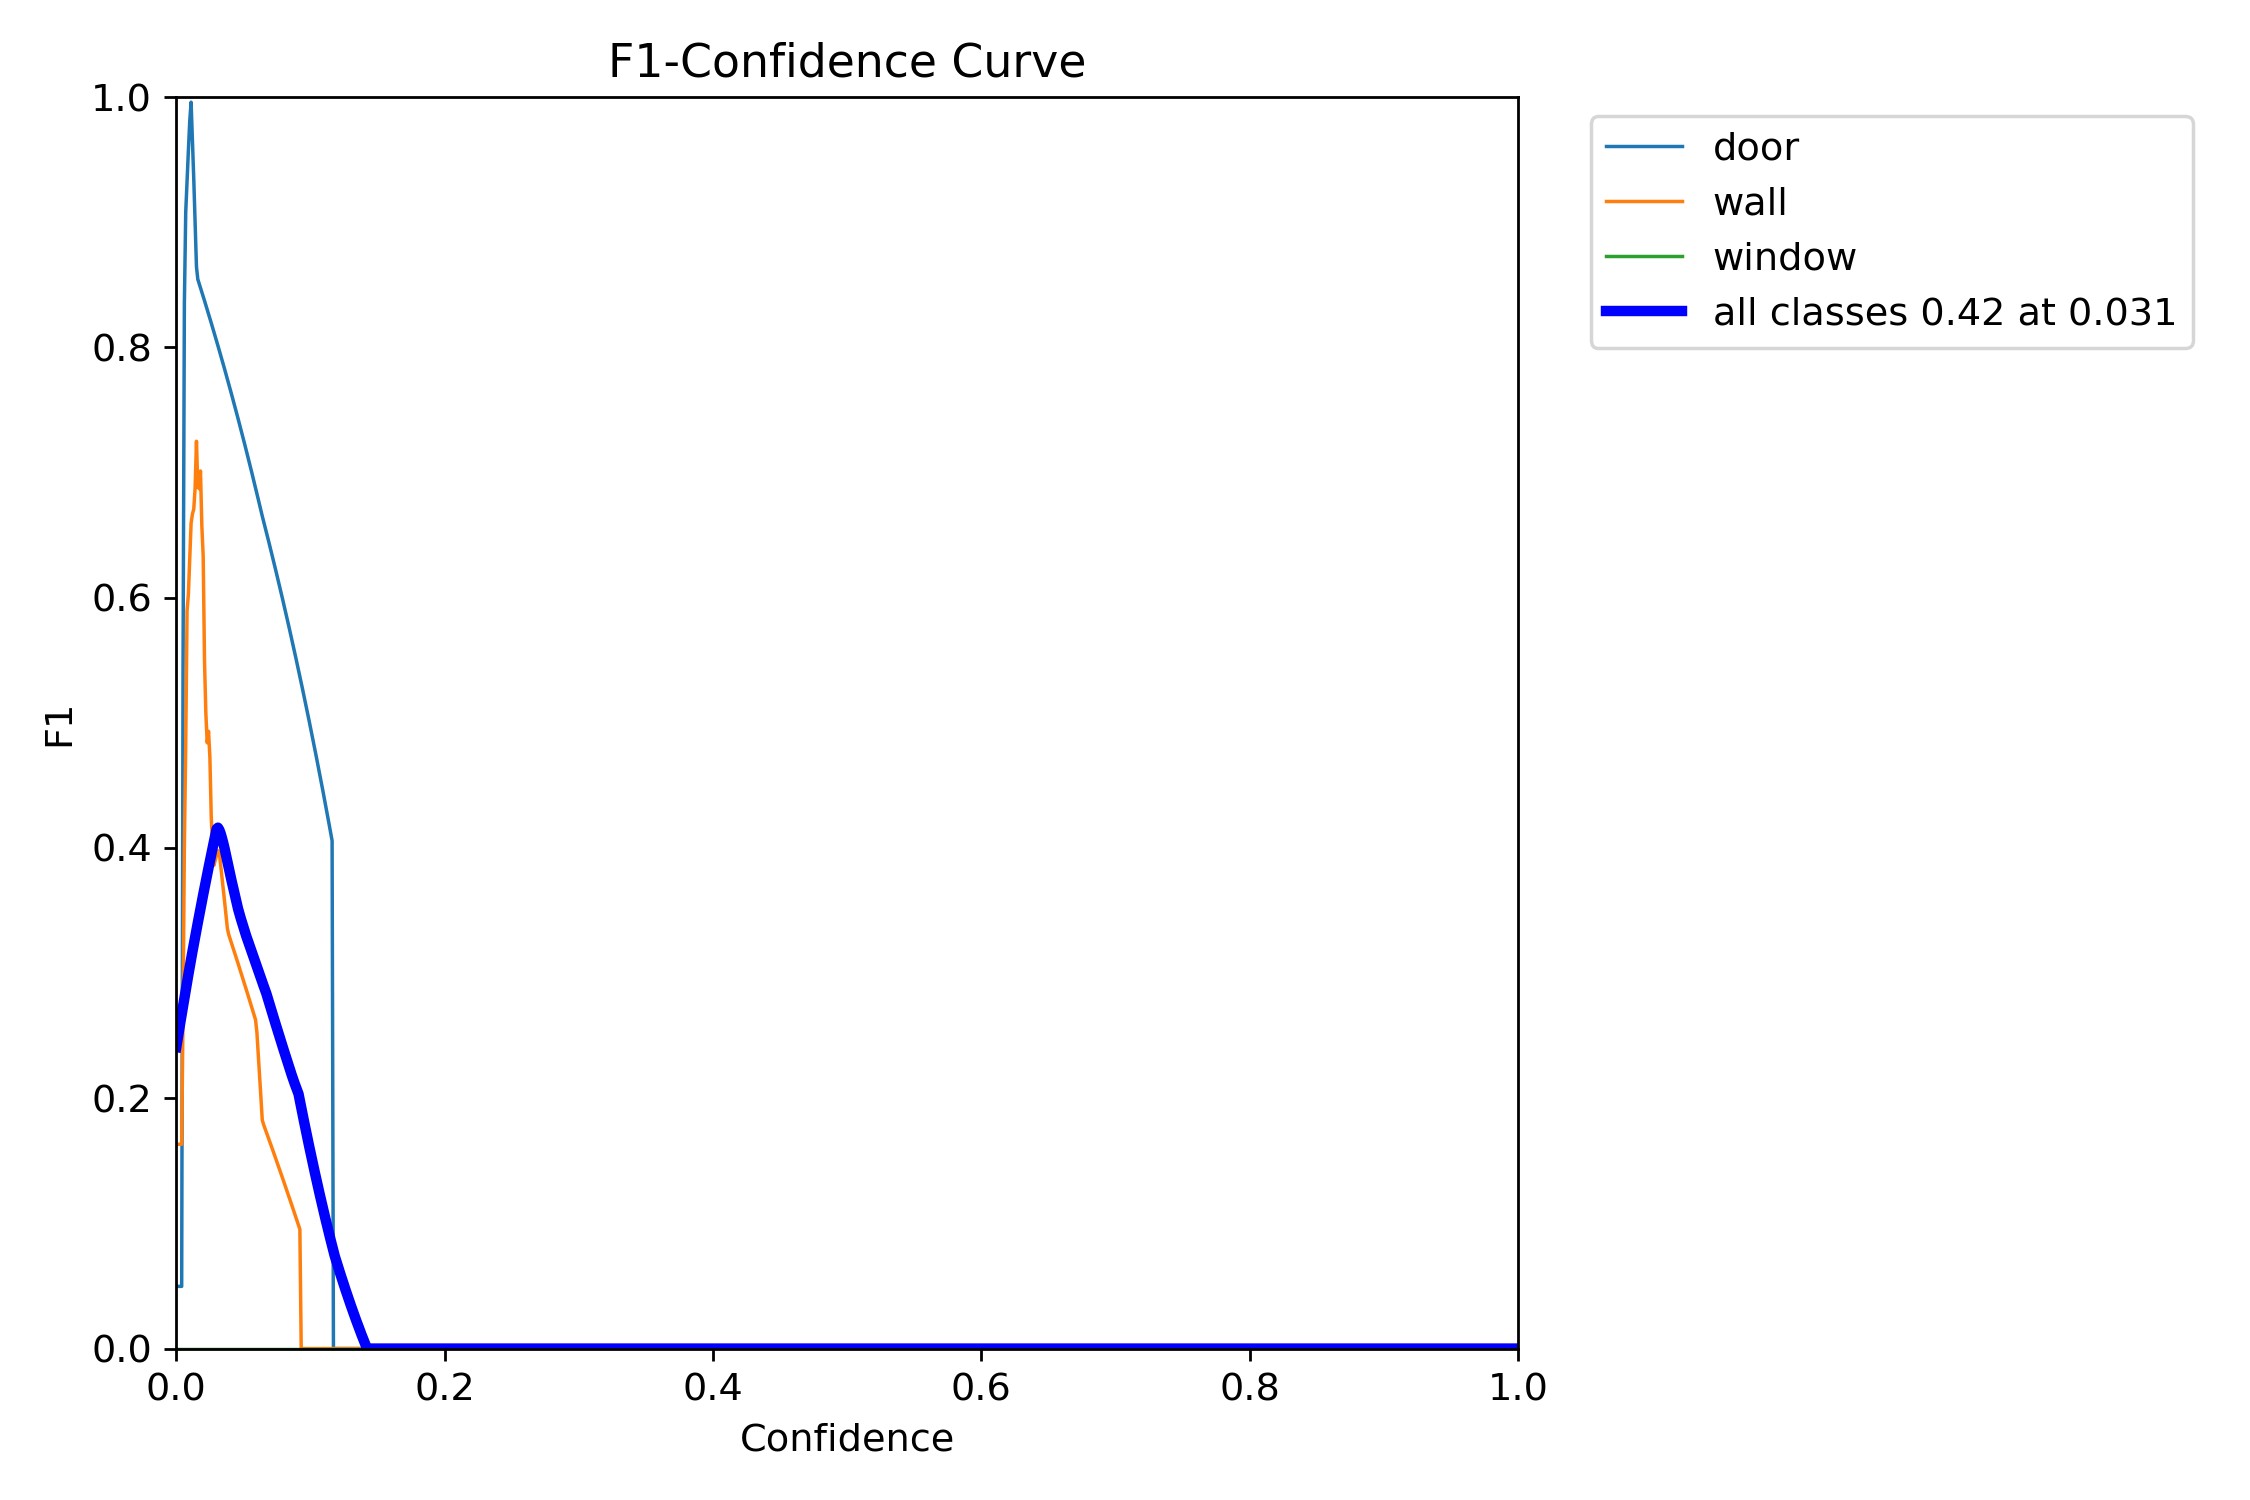 F1-Confidence Curve
1.0
0.8
0.6
0.4
0.2
0.0
F1
0.0 0.2 0.4 0.6 0.8 1.0
Confidence
door
wall
window
all classes 0.42 at 0.031